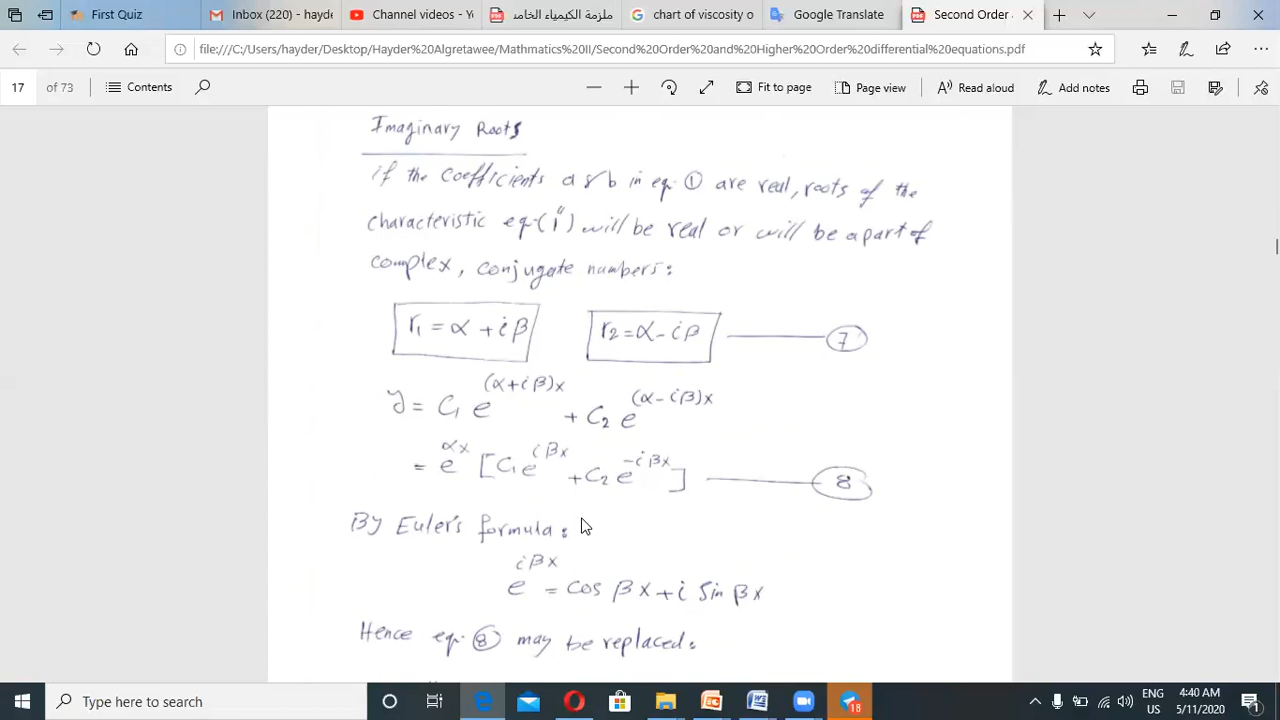 First Quiz
Inbox (220) - hayde
Channel videos - Yo
ملزمة الكيمياء الخامد
chart of viscosity o
Google Translate
Second Order
file:///C:/Users/hayder/Desktop/Hayder%20Algretawee/Mathmatics%20II/Second%20Order%20and%20Higher%20Order%20differential%20equations.pdf
17 of 73
Contents
Fit to page
Page view
Read aloud
Add notes
Imaginary Roots
if the coefficients a & b in eq. ① are real, roots of the
characteristic eq.(1") will be real or will be a part of
complex, conjugate numbers:
r1 = α + iβ r2 = α - iβ 7
y = C1 e^(α+iβ)x + C2 e^(α-iβ)x
= e^αx [C1 e^iβx + C2 e^-iβx] 8
By Euler's formula:
e^iβx = cos βx + i Sin βx
Hence eq. ⑧ may be replaced:
Type here to search
18
ENG
US
4:40 AM
5/11/2020
1